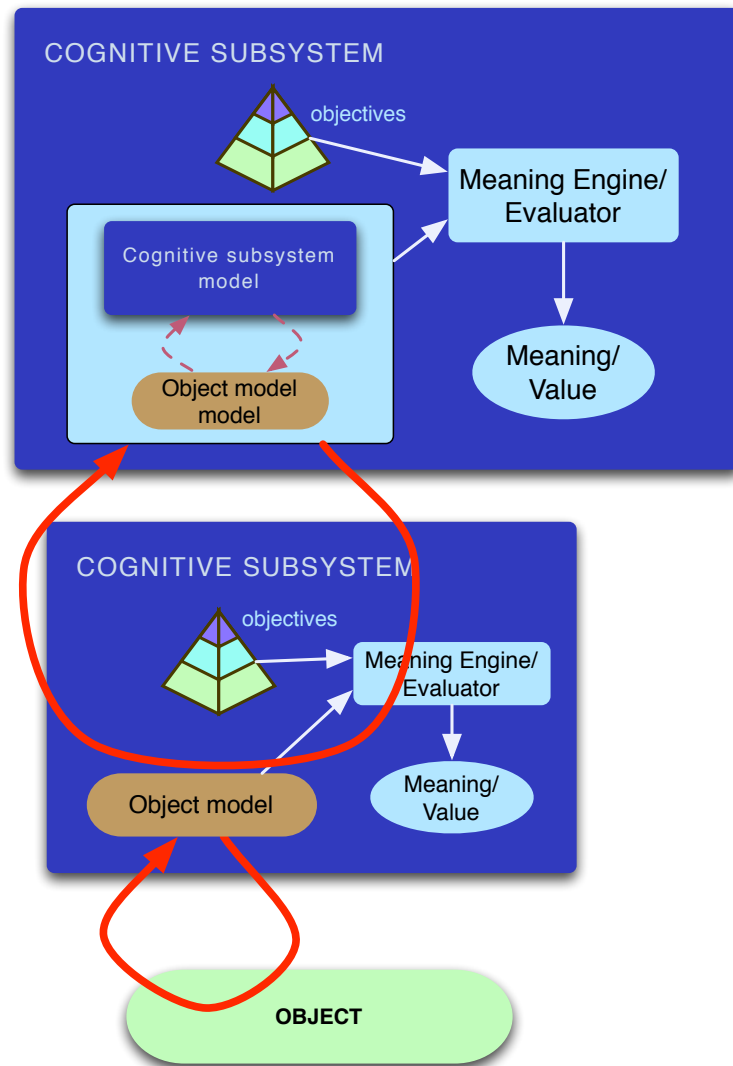 COGNITIVE SUBSYSTEM
objectives
Meaning Engine/
Evaluator
Cognitive subsystem
model
Meaning/
Value
Object model
model
COGNITIVE SUBSYSTEM
objectives
Meaning Engine/
Evaluator
Object model
Meaning/
Value
OBJECT